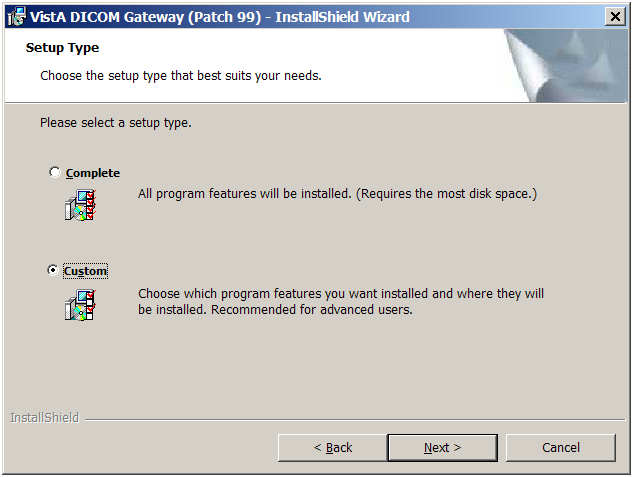 VistA DICOM Gateway (Patch 99) - InstallShield Wizard
Setup Type
Choose the setup type that best suits your needs.
Please select a setup type.
Complete
All program features will be installed. (Requires the most disk space.)
Custom
Choose which program features you want installed and where they will
be installed. Recommended for advanced users.
InstallShield
< Back
Next >
Cancel